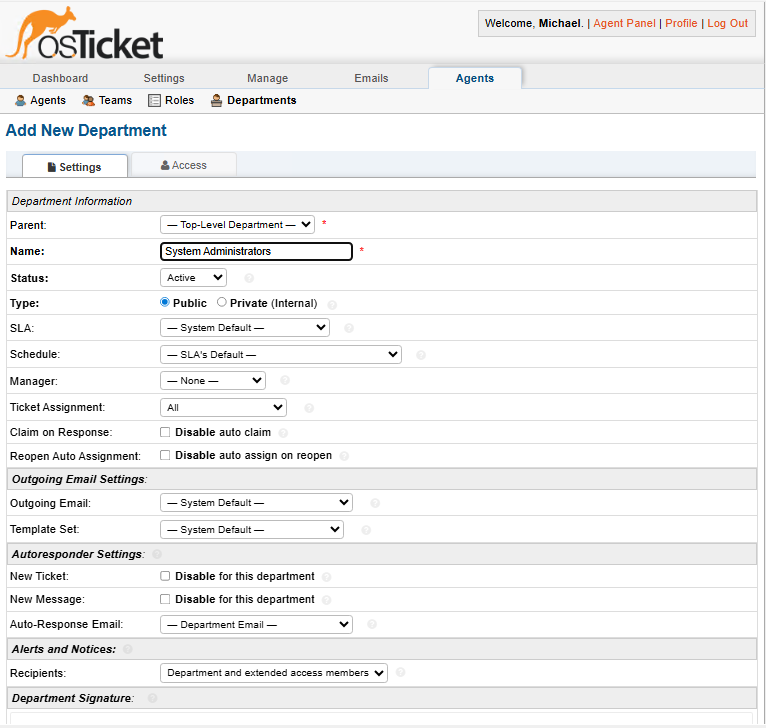 osTicket
Welcome, Michael. | Agent Panel | Profile | Log Out
Dashboard Settings Manage Emails Agents
Agents Teams Roles Departments
Add New Department
Settings Access
Department Information
Parent: — Top-Level Department — *
Name: System Administrators *
Status: Active ?
Type: Public Private (Internal) ?
SLA: — System Default — ?
Schedule: — SLA's Default — ?
Manager: — None — ?
Ticket Assignment: All ?
Claim on Response: Disable auto claim ?
Reopen Auto Assignment: Disable auto assign on reopen ?
Outgoing Email Settings:
Outgoing Email: — System Default — ?
Template Set: — System Default — ?
Autoresponder Settings: ?
New Ticket: Disable for this department ?
New Message: Disable for this department ?
Auto-Response Email: — Department Email — ?
Alerts and Notices: ?
Recipients: Department and extended access members ?
Department Signature: ?